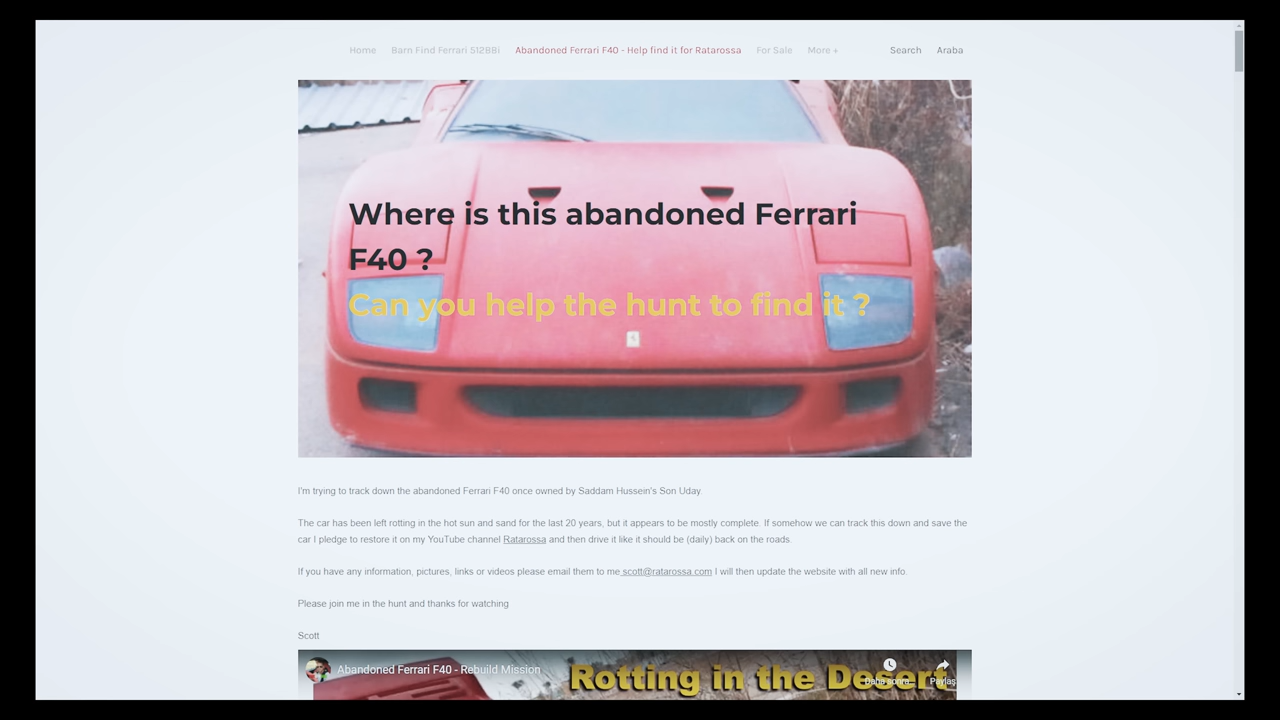 Home Barn Find Ferrari 512BBi Abandoned Ferrari F40 - Help find it for Ratarossa For Sale More + Search Araba
Where is this abandoned Ferrari
F40 ?
Can you help the hunt to find it ?
I'm trying to track down the abandoned Ferrari F40 once owned by Saddam Hussein's Son Uday.
The car has been left rotting in the hot sun and sand for the last 20 years, but it appears to be mostly complete. If somehow we can track this down and save the
car I pledge to restore it on my YouTube channel Ratarossa and then drive it like it should be (daily) back on the roads.
If you have any information, pictures, links or videos please email them to me scott@ratarossa.com I will then update the website with all new info.
Please join me in the hunt and thanks for watching
Scott
Abandoned Ferrari F40 - Rebuild Mission
Rotting in the Desert
Daha sonra... Paylaş